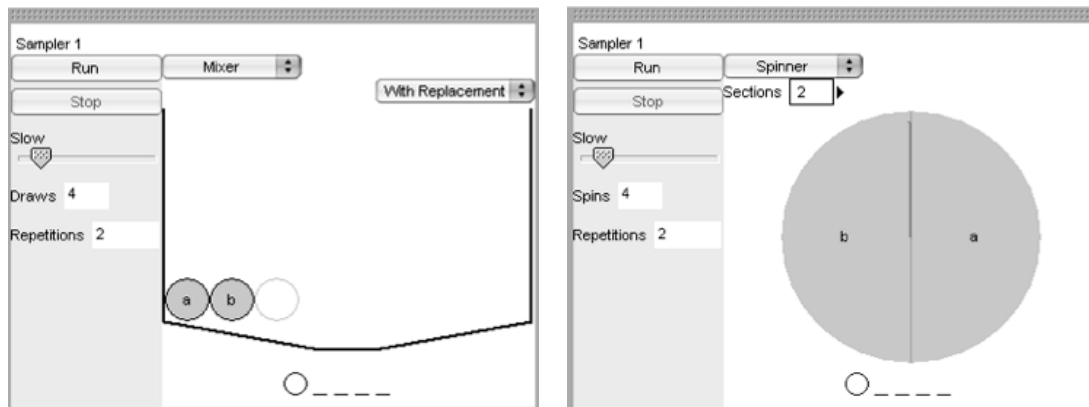 Sampler 1
Run
Mixer
Stop
With Replacement
Slow
Draws 4
Repetitions 2
a b
Sampler 1
Run
Spinner
Stop
Sections 2
Slow
Spins 4
Repetitions 2
b a